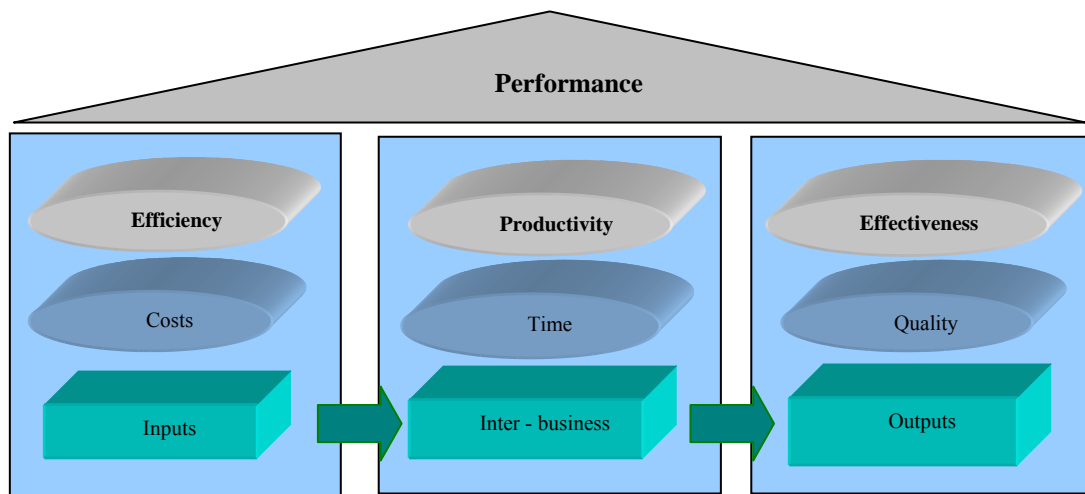 Performance
Efficiency
Productivity
Effectiveness
Costs
Time
Quality
Inputs
Inter - business
Outputs